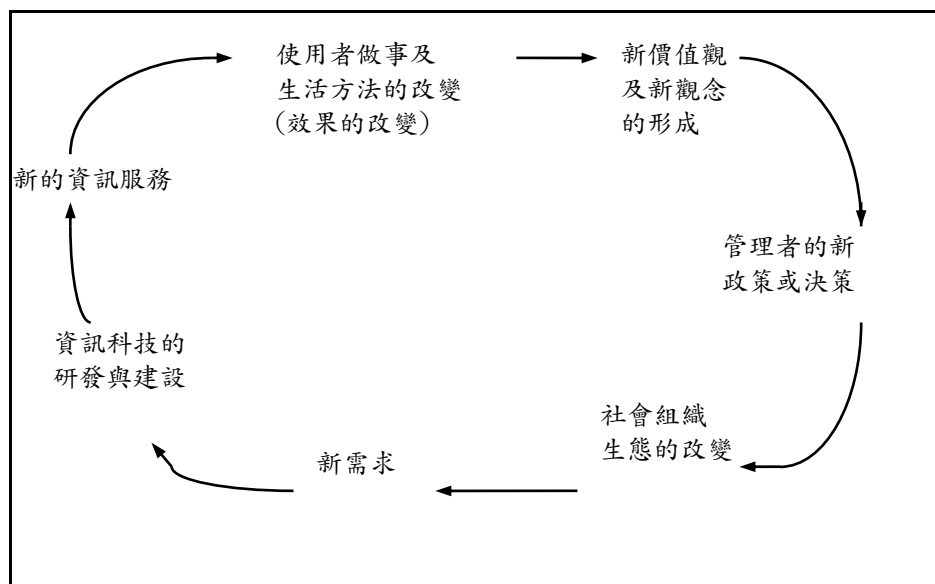 使用者做事及
生活方法的改變
(效果的改變)
新價值觀
及新觀念
的形成
管理者的新
政策或決策
社會組織
生態的改變
新需求
資訊科技的
研發與建設
新的資訊服務